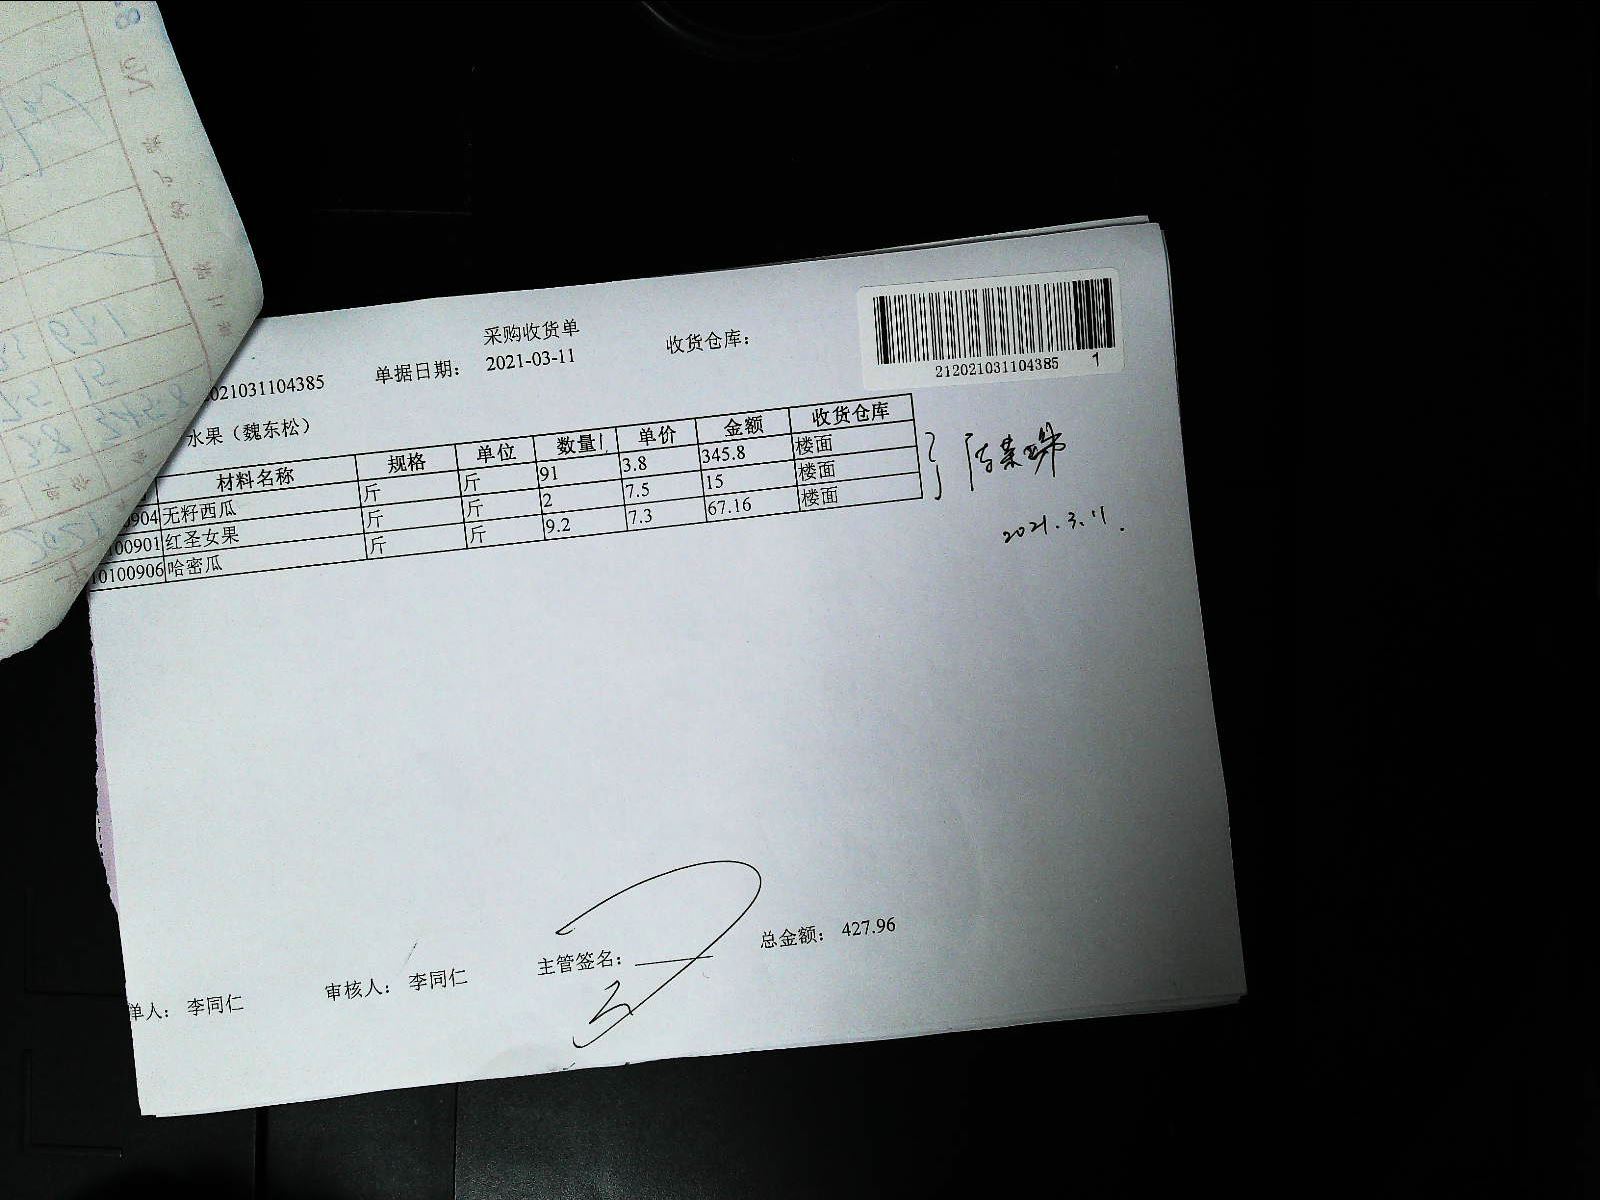 采购收货单
021031104385 单据日期： 2021-03-11 收货仓库：
212021031104385 1
水果（魏东松）
材料名称 规格 单位 数量 单价 金额 收货仓库
0904 无籽西瓜 斤 斤 91 3.8 345.8 楼面
100901 红圣女果 斤 斤 2 7.5 15 楼面
10100906 哈密瓜 斤 斤 9.2 7.3 67.16 楼面
2021.3.11.
单人： 李同仁 审核人： 李同仁 主管签名： 总金额： 427.96